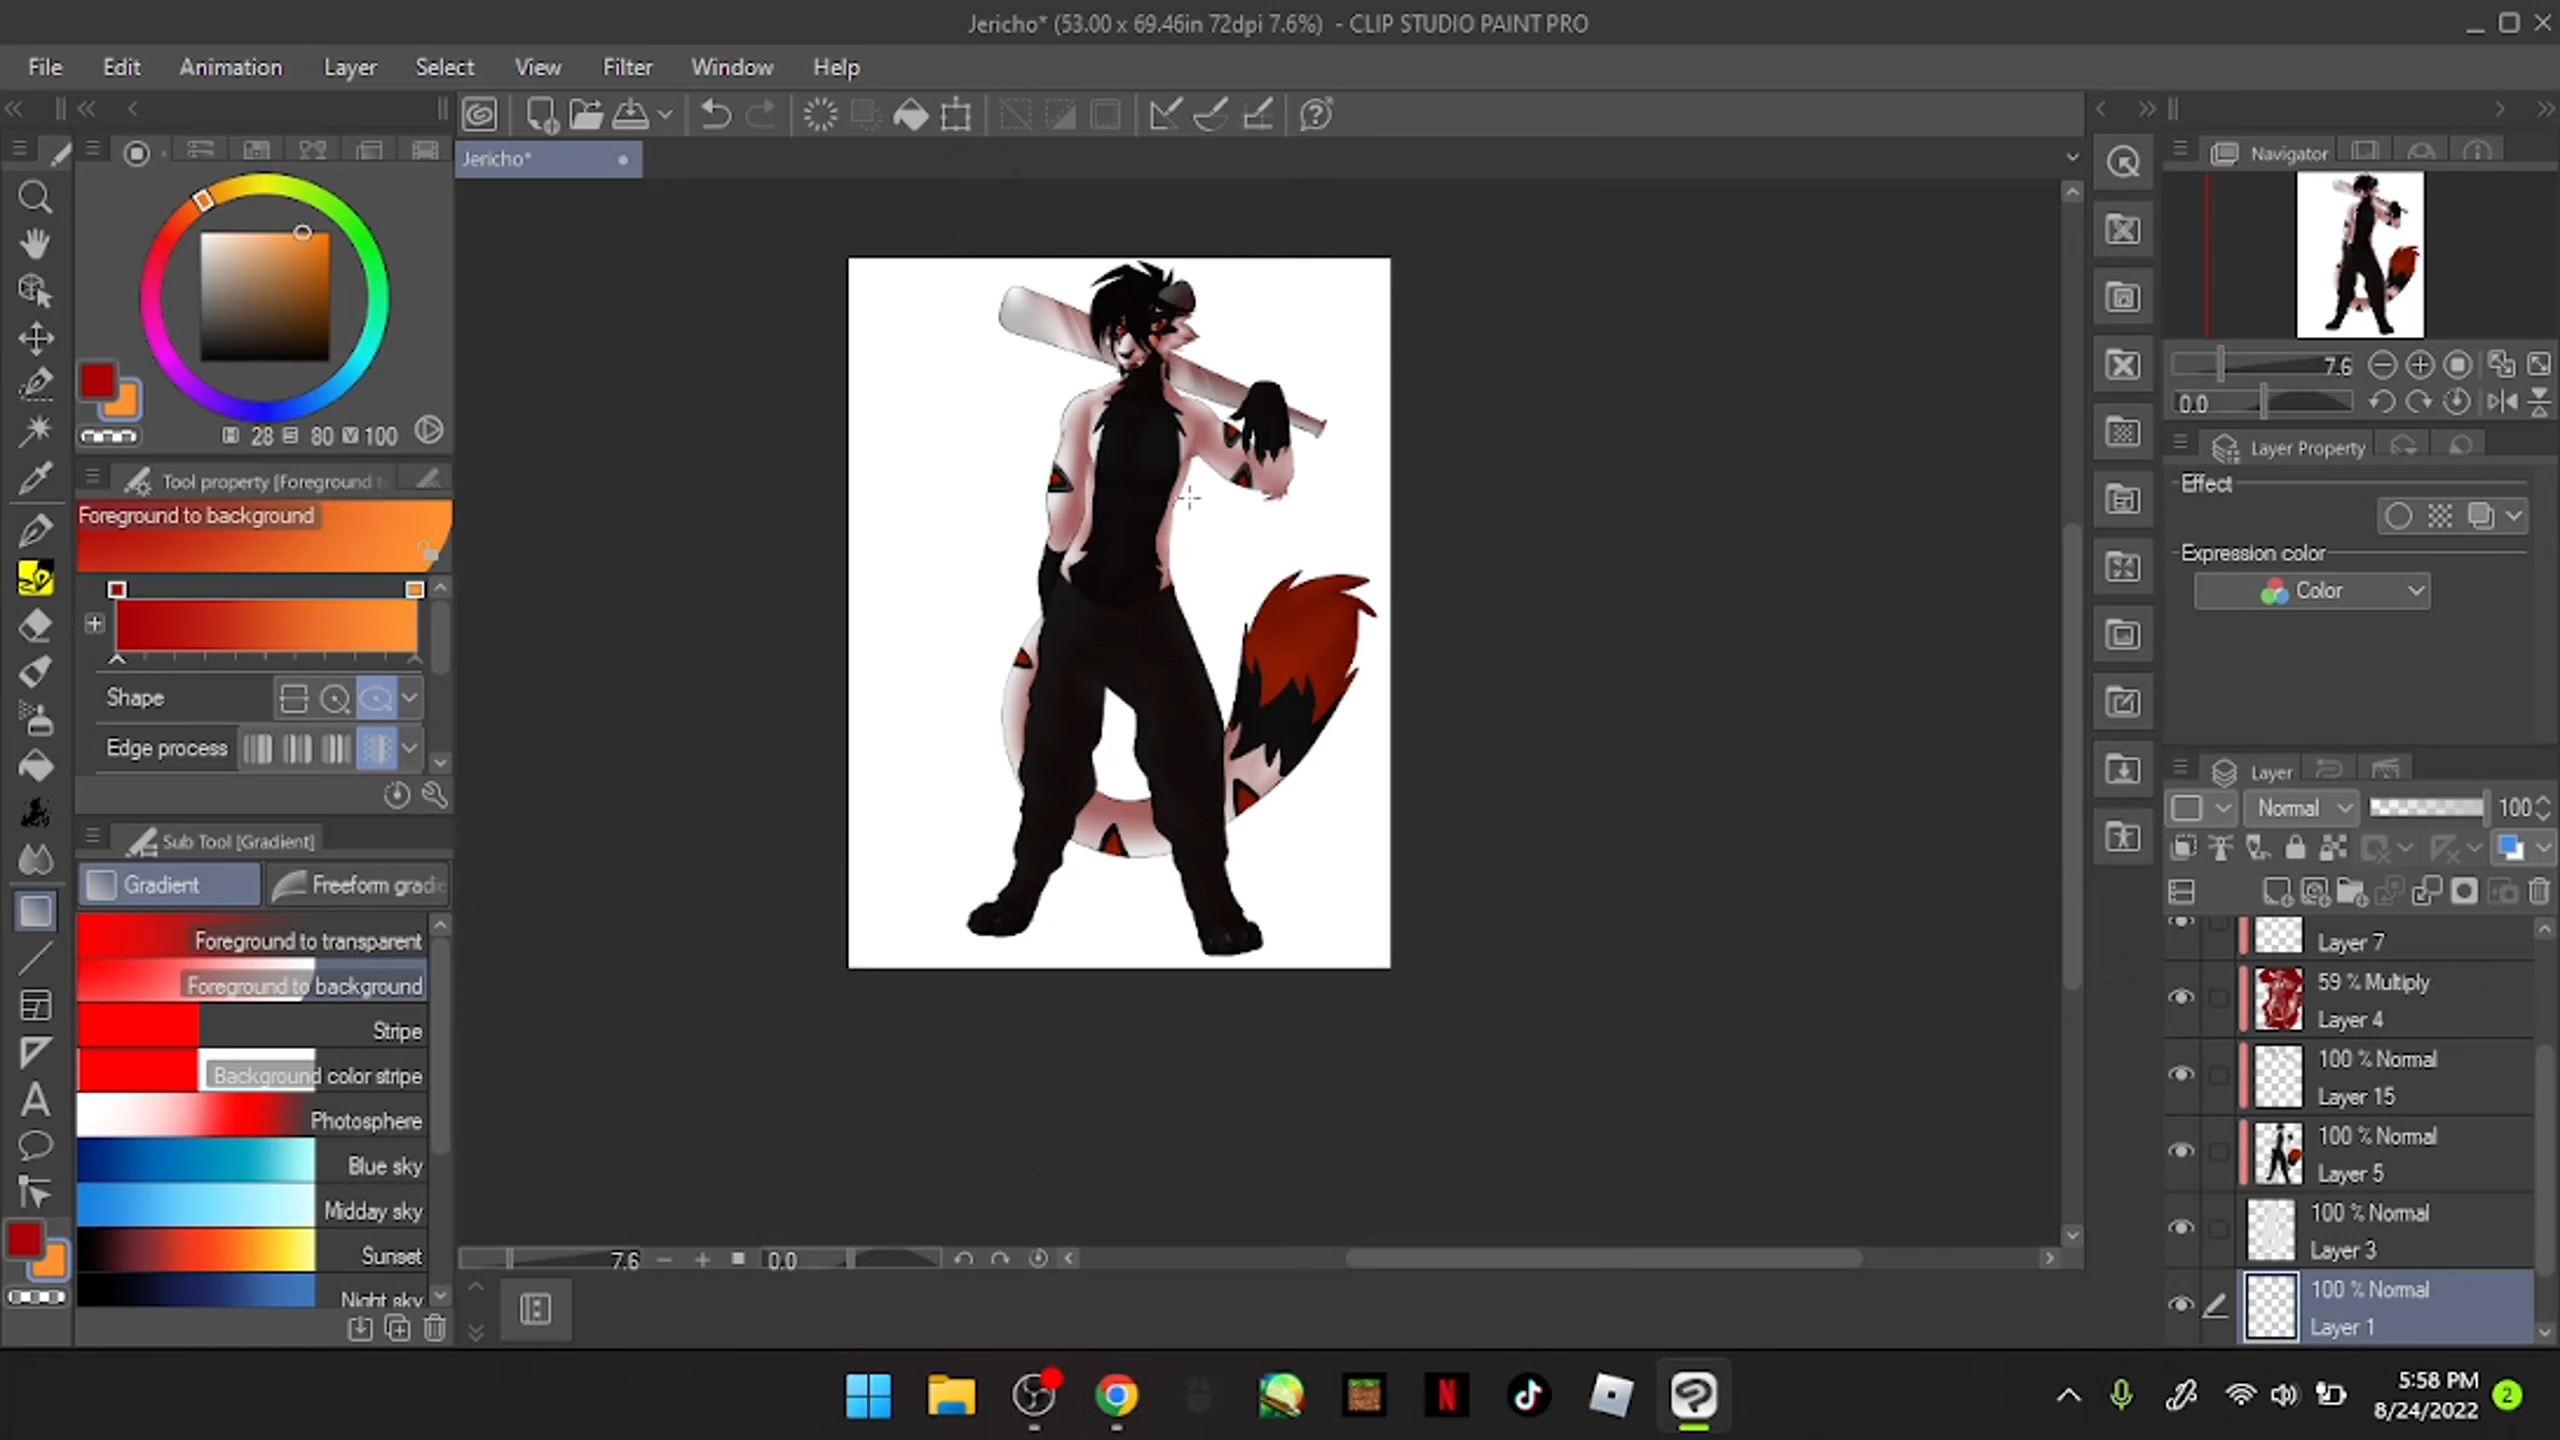 Jericho* (53.00 x 69.46in 72dpi 7.6%) - CLIP STUDIO PAINT PRO
File Edit Animation Layer Select View Filter Window Help
Jericho*
Navigator
28 80 100
7.6
0.0
Tool property [Foreground t
Layer Property
Foreground to background
Effect
Expression color
Color
Shape
Edge process
Layer
Normal 100
Sub Tool [Gradient]
Gradient Freeform gradie
Foreground to transparent
Foreground to background
Stripe
Background color stripe
Photosphere
Blue sky
Midday sky
Sunset
Night sky
Layer 7
59 % Multiply
Layer 4
100 % Normal
Layer 15
100 % Normal
Layer 5
100 % Normal
Layer 3
100 % Normal
Layer 1
7.6 0.0
5:58 PM
8/24/2022
2